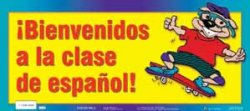 ¡Bienvenidos
a la clase
de español!